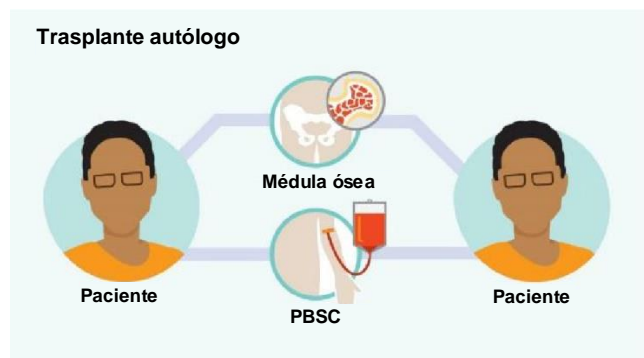 Trasplante autólogo
Médula ósea
Paciente
Paciente
PBSC